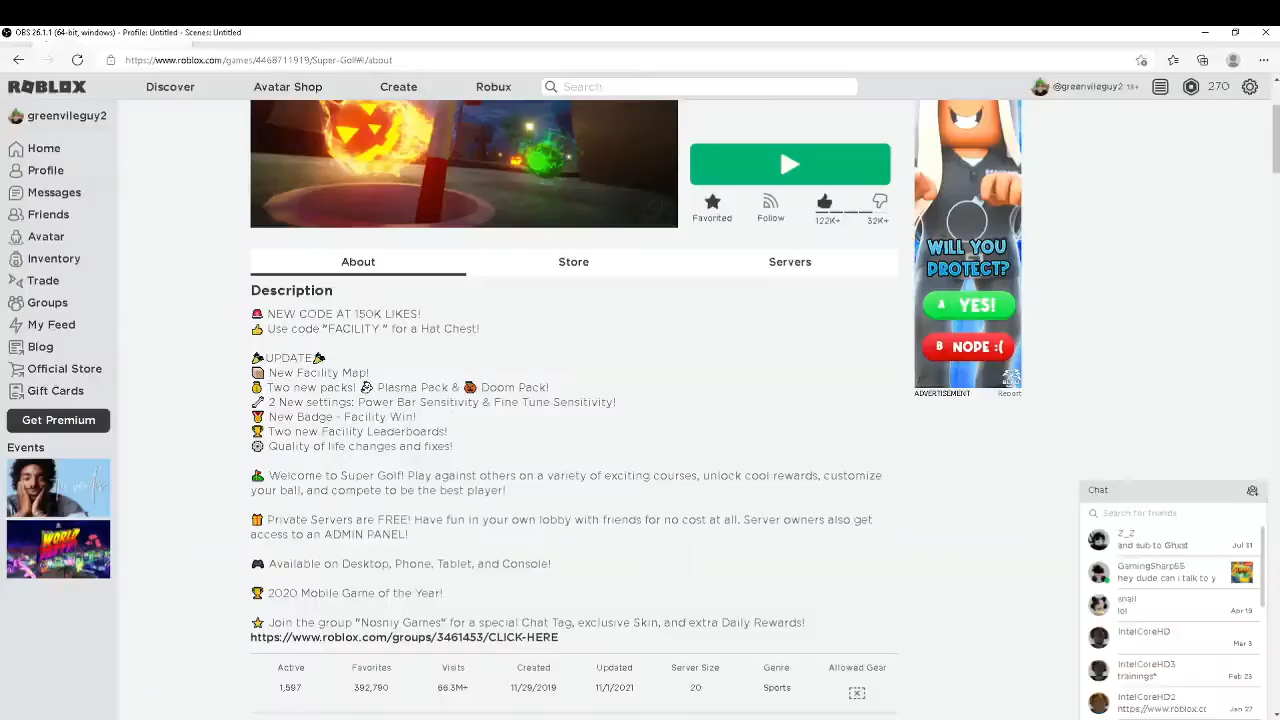 OBS 26.1.1 (64-bit, windows) - Profile: Untitled - Scenes: Untitled
https://www.roblox.com/games/4468711919/Super-Golf#!/about
ROBLOX
Discover
Avatar Shop
Create
Robux
Search
@greenvileguy2 13+
270
greenvileguy2
Home
Profile
Messages
Friends
Avatar
Inventory
Trade
Groups
My Feed
Blog
Official Store
Gift Cards
Get Premium
Events
Favorited
Follow
122K+
32K+
About
Store
Servers
Description
NEW CODE AT 150K LIKES!
Use code "FACILITY " for a Hat Chest!
UPDATE
New Facility Map!
Two new packs! Plasma Pack & Doom Pack!
2 New settings: Power Bar Sensitivity & Fine Tune Sensitivity!
New Badge - Facility Win!
Two new Facility Leaderboards!
Quality of life changes and fixes!
Welcome to Super Golf! Play against others on a variety of exciting courses, unlock cool rewards, customize
your ball, and compete to be the best player!
Private Servers are FREE! Have fun in your own lobby with friends for no cost at all. Server owners also get
access to an ADMIN PANEL!
Available on Desktop, Phone, Tablet, and Console!
2020 Mobile Game of the Year!
Join the group "Nosniy Games" for a special Chat Tag, exclusive Skin, and extra Daily Rewards!
https://www.roblox.com/groups/3461453/CLICK-HERE
Active
Favorites
Visits
Created
Updated
Server Size
Genre
Allowed Gear
1,597
392,790
66.3M+
11/29/2019
11/1/2021
20
Sports
WILL YOU
PROTECT?
A YES!
B NOPE :(
ADVERTISEMENT
Report
Chat
Search for friends
Z_Z
and sub to Ghxst
Jul 31
GamingSharp55
hey dude can i talk to y
snail
lol
Apr 19
IntelCoreHD
Mar 3
IntelCoreHD3
trainings*
Feb 23
IntelCoreHD2
https://www.roblox.cc
Jan 27